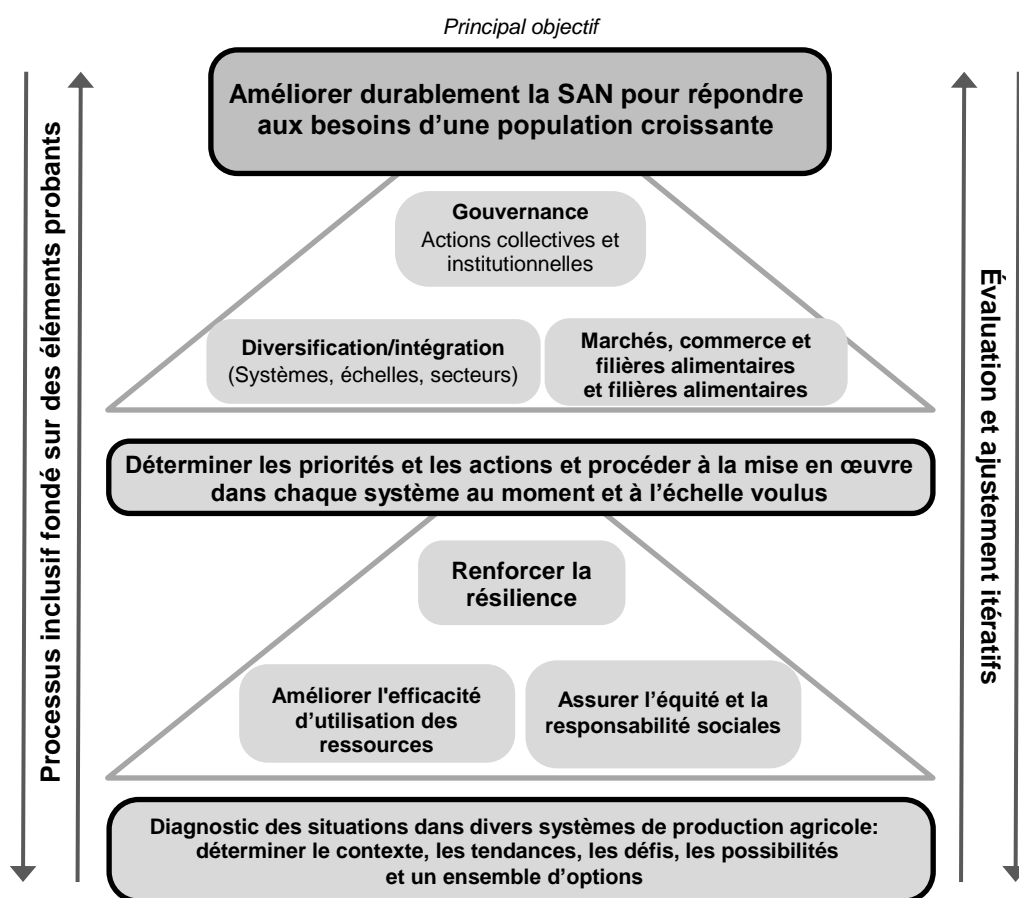 Principal objectif
Améliorer durablement la SAN pour répondre
aux besoins d’une population croissante
Gouvernance
Actions collectives et
institutionnelles
Diversification/intégration
(Systèmes, échelles, secteurs)
Marchés, commerce et
filières alimentaires
et filières alimentaires
Déterminer les priorités et les actions et procéder à la mise en œuvre
dans chaque système au moment et à l’échelle voulus
Renforcer la
résilience
Améliorer l'efficacité
d’utilisation des
ressources
Assurer l’équité et la
responsabilité sociales
Diagnostic des situations dans divers systèmes de production agricole:
déterminer le contexte, les tendances, les défis, les possibilités
et un ensemble d’options
Processus inclusif fondé sur des éléments probants
Évaluation et ajustement itératifs